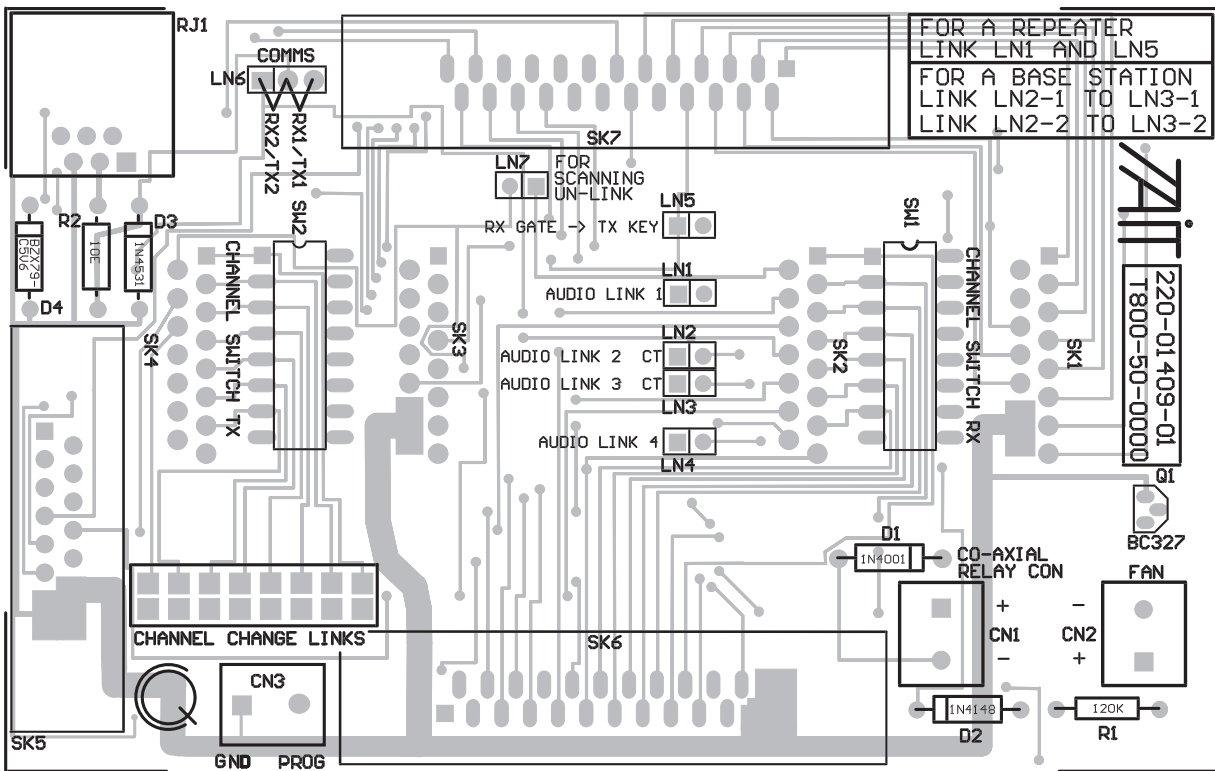 RJ1
COMMS
LN6
RX2/TX2
RX1/TX1
SW2
SK7
FOR A REPEATER
LINK LN1 AND LN5
FOR A BASE STATION
LINK LN2-1 TO LN3-1
LINK LN2-2 TO LN3-2
TAIT
LN7
FOR
SCANNING
UN-LINK
LN5
RX GATE -> TX KEY
SW1
R2
D3
BZX79-
C5V6
10E
1N4531
D4
LN1
AUDIO LINK 1
LN2
AUDIO LINK 2 CT
AUDIO LINK 3 CT
LN3
AUDIO LINK 4
LN4
SK4
CHANNEL SWITCH TX
SK3
SK2
CHANNEL SWITCH RX
SK1
220-01409-01
T800-50-0000
Q1
BC327
D1
1N4001
CO-AXIAL
RELAY CON
FAN
+
CN1
-
-
CN2
+
CHANNEL CHANGE LINKS
SK6
CN3
GND PROG
SK5
1N4148
D2
120K
R1